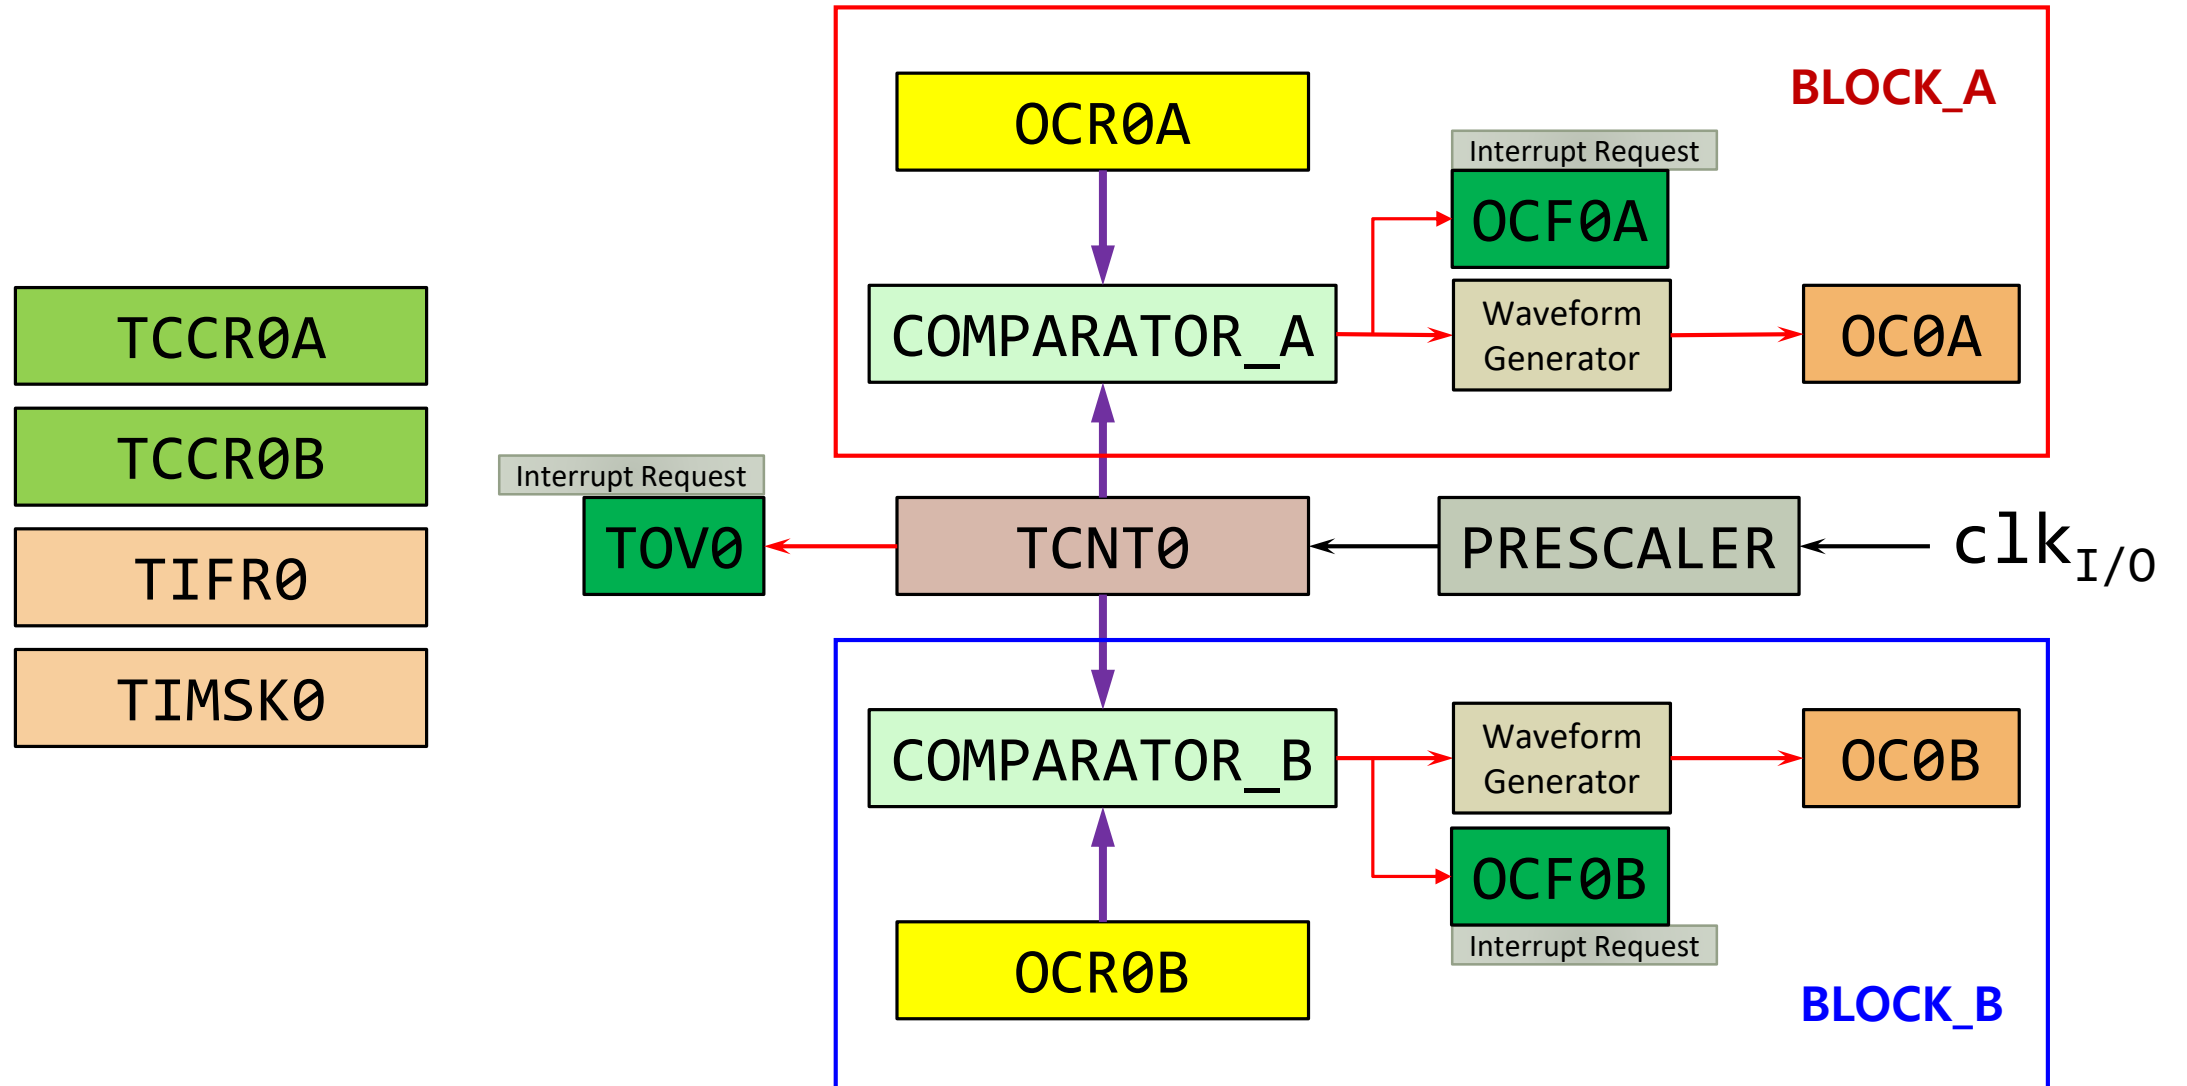 BLOCK_A
OCR0A
Interrupt Request
OCF0A
TCCR0A
COMPARATOR_A
Waveform
Generator
OC0A
TCCR0B
Interrupt Request
TOV0
TCNT0
PRESCALER
clkI/O
TIFR0
TIMSK0
COMPARATOR_B
Waveform
Generator
OC0B
OCF0B
Interrupt Request
OCR0B
BLOCK_B